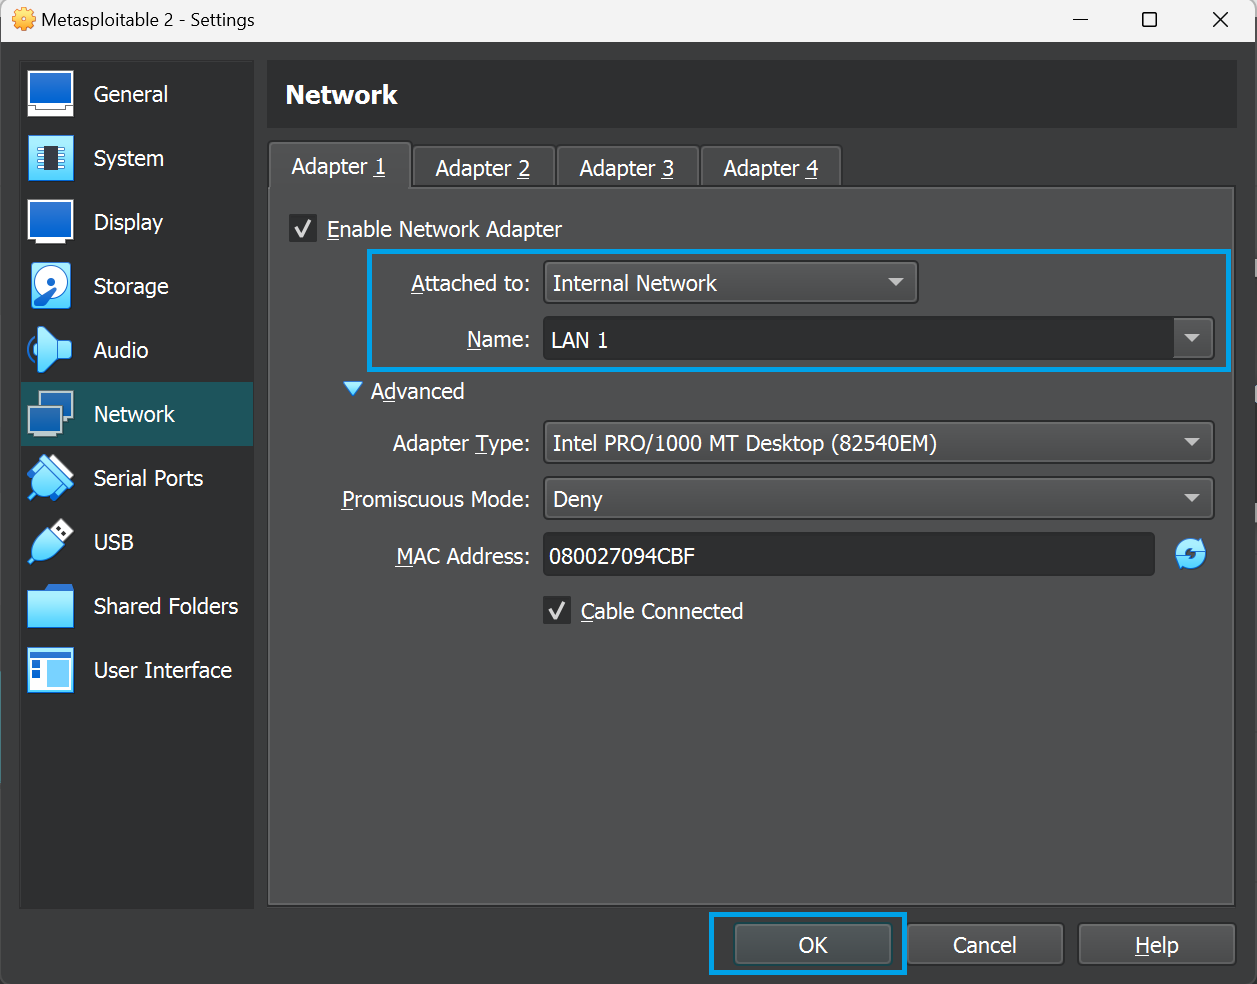 Metasploitable 2 - Settings
General
System
Display
Storage
Audio
Network
Serial Ports
USB
Shared Folders
User Interface
Network
Adapter 1
Adapter 2
Adapter 3
Adapter 4
Enable Network Adapter
Attached to: Internal Network
Name: LAN 1
Advanced
Adapter Type: Intel PRO/1000 MT Desktop (82540EM)
Promiscuous Mode: Deny
MAC Address: 080027094CBF
Cable Connected
OK
Cancel
Help